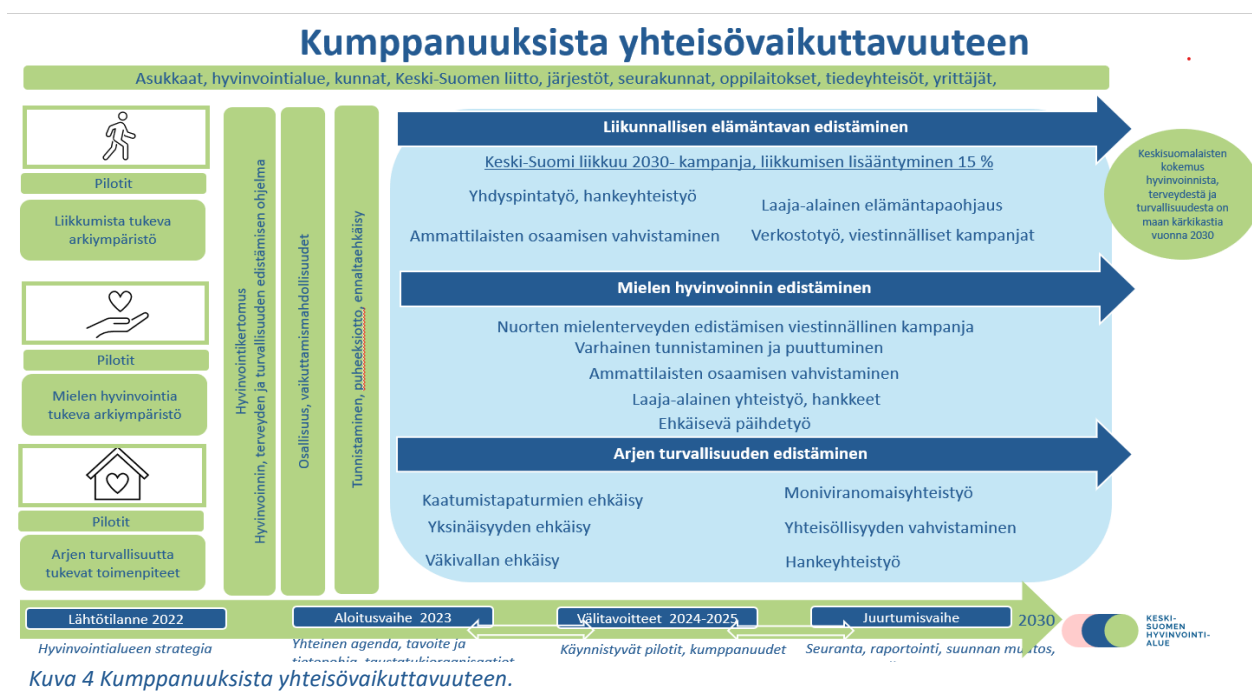 Kumppanuuksista yhteisövaikuttavuuteen
Asukkaat, hyvinvointialue, kunnat, Keski-Suomen liitto, järjestöt, seurakunnat, oppilaitokset, tiedeyhteisöt, yrittäjät,
Pilotit
Liikkumista tukeva
arkiympäristö
Pilotit
Mielen hyvinvointia
tukeva arkiympäristö
Pilotit
Arjen turvallisuutta
tukevat toimenpiteet
Hyvinvointikertomus
Hyvinvoinnin, terveyden ja turvallisuuden edistämisen ohjelma
Osallisuus, vaikuttamismahdollisuudet
Tunnistaminen, puheeksiotto, ennaltaehkäisy
Liikunnallisen elämäntavan edistäminen
Keski-Suomi liikkuu 2030- kampanja, liikkumisen lisääntyminen 15 %
Yhdyspintatyö, hankeyhteistyö
Laaja-alainen elämäntapaohjaus
Ammattilaisten osaamisen vahvistaminen
Verkostotyö, viestinnälliset kampanjat
Mielen hyvinvoinnin edistäminen
Nuorten mielenterveyden edistämisen viestinnällinen kampanja
Varhainen tunnistaminen ja puuttuminen
Ammattilaisten osaamisen vahvistaminen
Laaja-alainen yhteistyö, hankkeet
Ehkäisevä päihdetyö
Arjen turvallisuuden edistäminen
Kaatumistapaturmien ehkäisy
Moniviranomaisyhteistyö
Yksinäisyyden ehkäisy
Yhteisöllisyyden vahvistaminen
Väkivallan ehkäisy
Hankeyhteistyö
Keskisuomalaisten
kokemus
hyvinvoinnista,
terveydestä ja
turvallisuudesta on
maan kärkikastia
vuonna 2030
Lähtötilanne 2022
Aloitusvaihe 2023
Välitavoitteet 2024-2025
Juurtumisvaihe
2030
Hyvinvointialueen strategia
Yhteinen agenda, tavoite ja
Käynnistyvät pilotit, kumppanuudet
Seuranta, raportointi, suunnan muutos,
KESKI-
SUOMEN
HYVINVOINTI-
ALUE
Kuva 4 Kumppanuuksista yhteisövaikuttavuuteen.